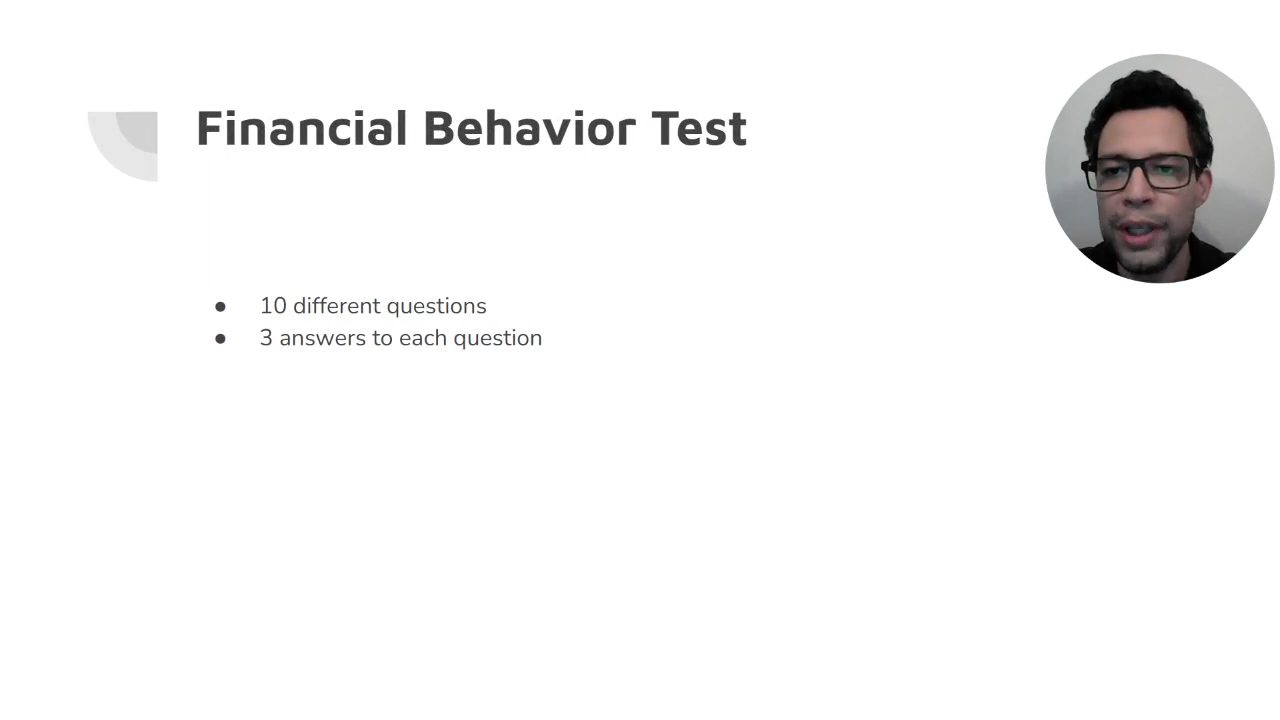 Financial Behavior Test
● 10 different questions
● 3 answers to each question